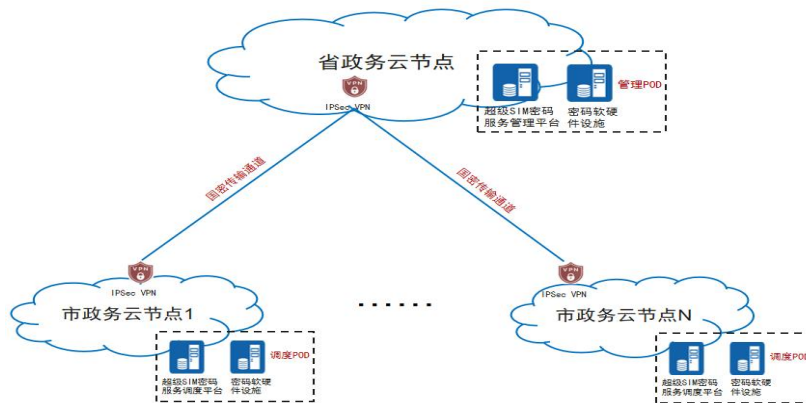 省政务云节点
VPN
IPSec VPN
管理POD
超级SIM密码
服务管理平台
密码软硬
件设施
国密传输通道
国密传输通道
VPN
IPSec VPN
市政务云节点1
......
VPN
IPSec VPN
市政务云节点N
调度POD
超级SIM密码
服务调度平台
密码软硬
件设施
调度POD
超级SIM密码
服务调度平台
密码软硬
件设施